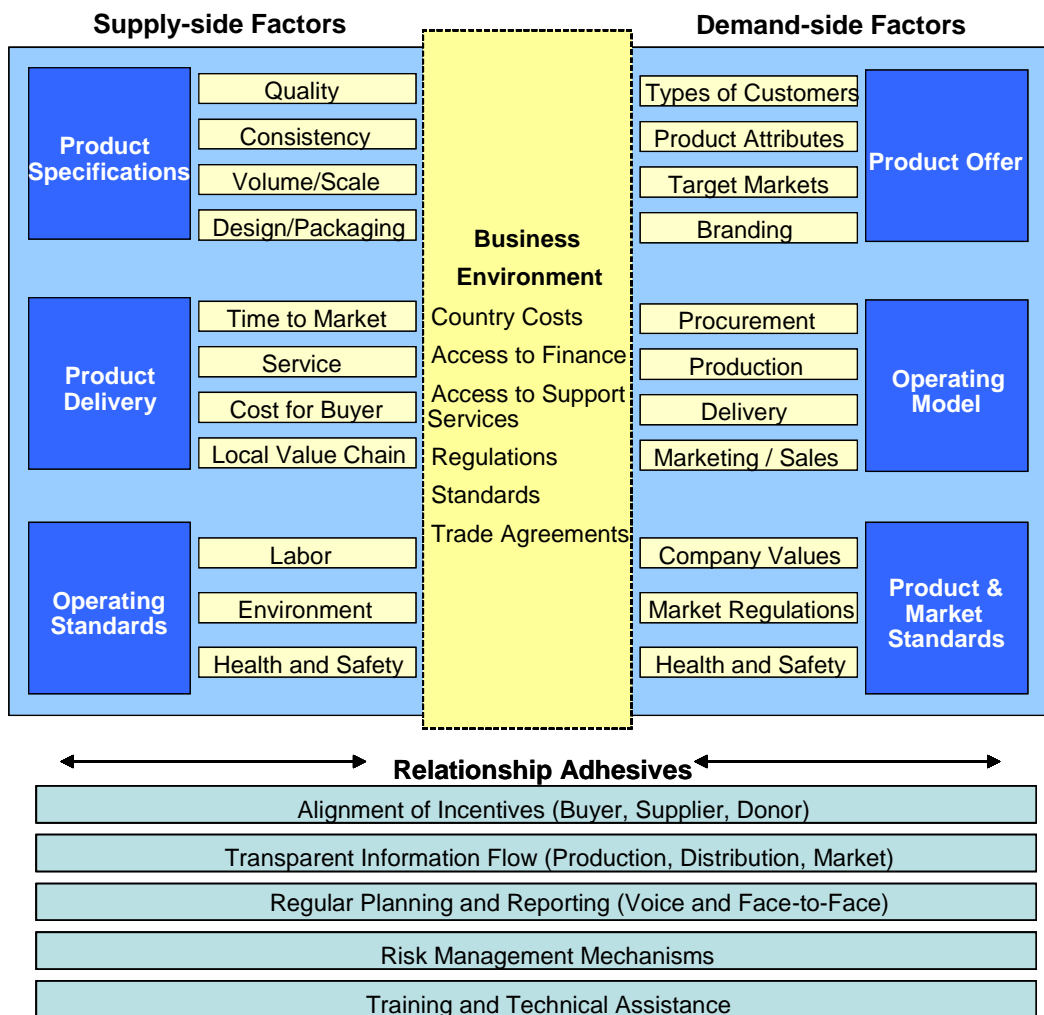 Supply-side Factors
Product
Specifications
Quality
Consistency
Volume/Scale
Design/Packaging
Product
Delivery
Time to Market
Service
Cost for Buyer
Local Value Chain
Operating
Standards
Labor
Environment
Health and Safety
Business
Environment
Country Costs
Access to Finance
Access to Support
Services
Regulations
Standards
Trade Agreements
Demand-side Factors
Types of Customers
Product Attributes
Target Markets
Branding
Product Offer
Procurement
Production
Delivery
Marketing / Sales
Operating
Model
Company Values
Market Regulations
Health and Safety
Product &
Market
Standards
Relationship Adhesives
Alignment of Incentives (Buyer, Supplier, Donor)
Transparent Information Flow (Production, Distribution, Market)
Regular Planning and Reporting (Voice and Face-to-Face)
Risk Management Mechanisms
Training and Technical Assistance